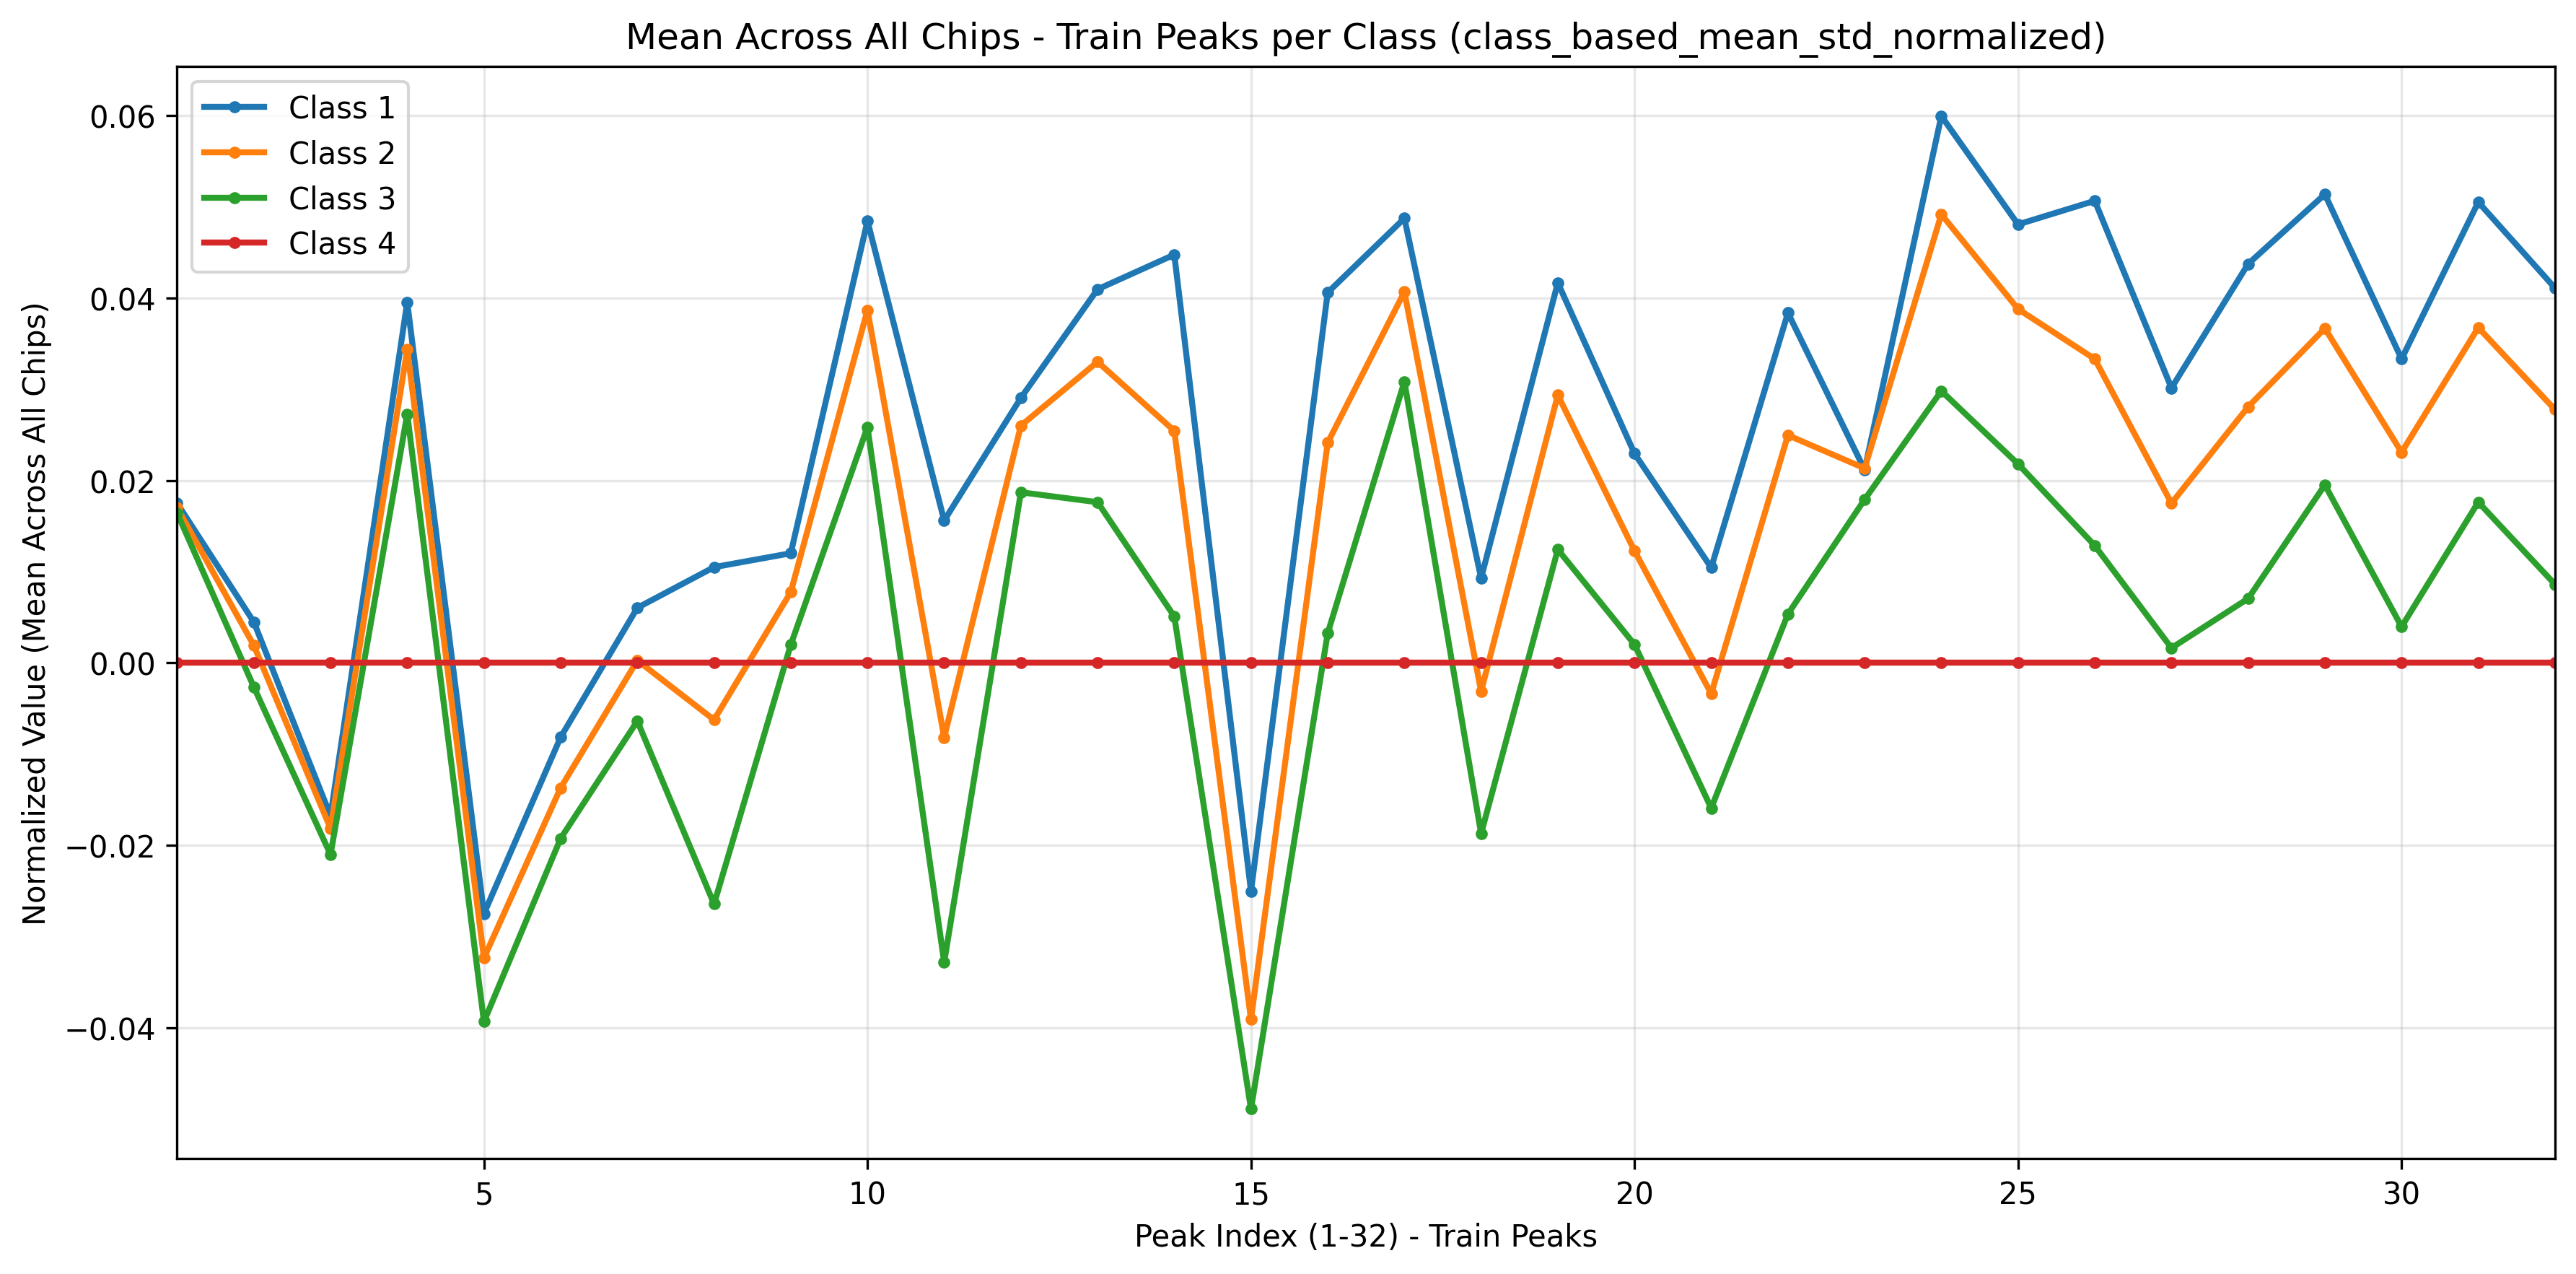 Mean Across All Chips - Train Peaks per Class (class_based_mean_std_normalized)
Class 1
Class 2
Class 3
Class 4
Normalized Value (Mean Across All Chips)
0.06
0.04
0.02
0.00
−0.02
−0.04
5 10 15 20 25 30
Peak Index (1-32) - Train Peaks